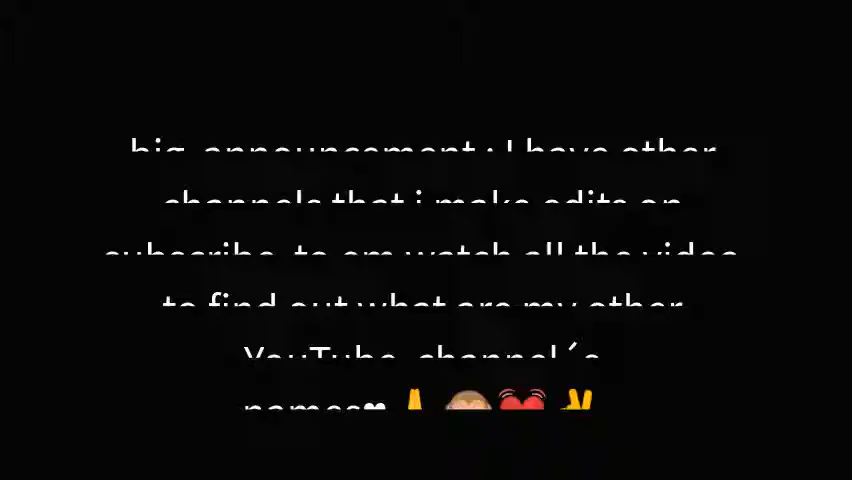 big announcement : I have other
channels that i make edits on
subscribe to em watch all the video
to find out what are my other
YouTube channel´s
names♥🙏🙈💓✌